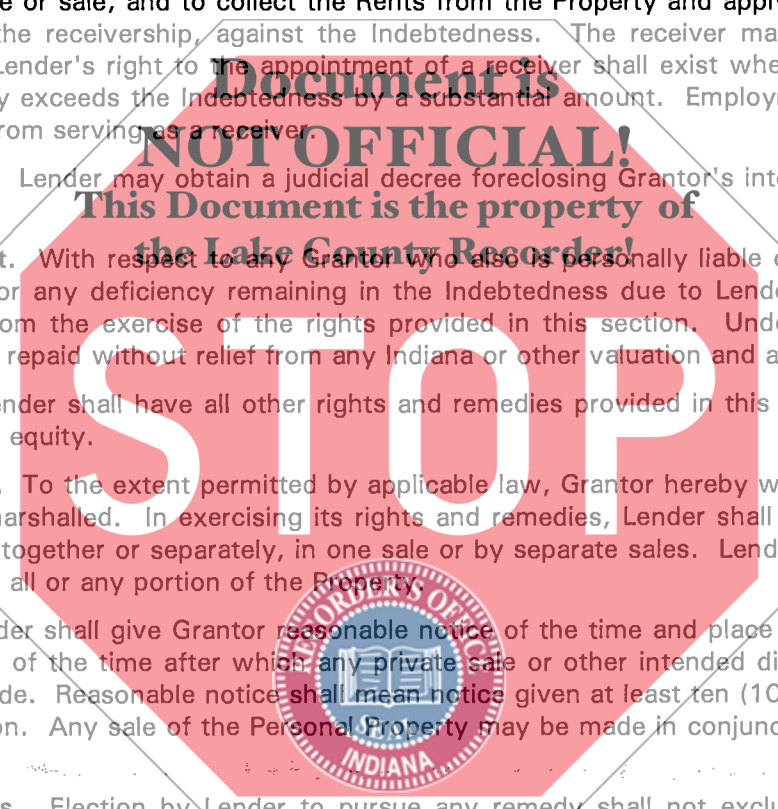 e or sale, and to collect the Rents from the Property and apply
the receivership, against the Indebtedness. The receiver ma
Lender's right to the appointment of a receiver shall exist whe
y exceeds the Indebtedness by a substantial amount. Employn
rom serving as a receiver.
Document is
NOT OFFICIAL!
This Document is the property of
the Lake County Recorder!
Lender may obtain a judicial decree foreclosing Grantor's inte
t. With respect to any Grantor who also is personally liable o
or any deficiency remaining in the Indebtedness due to Lende
om the exercise of the rights provided in this section. Unde
repaid without relief from any Indiana or other valuation and a
STOP
ender shall have all other rights and remedies provided in this
equity.
. To the extent permitted by applicable law, Grantor hereby w
narshalled. In exercising its rights and remedies, Lender shall
together or separately, in one sale or by separate sales. Lend
all or any portion of the Property.
der shall give Grantor reasonable notice of the time and place
of the time after which any private sale or other intended di
de. Reasonable notice shall mean notice given at least ten (10
on. Any sale of the Personal Property may be made in conjunc
RECORDER'S OFFICE
SEAL
INDIANA
s. Election by Lender to pursue any remedy shall not exclu